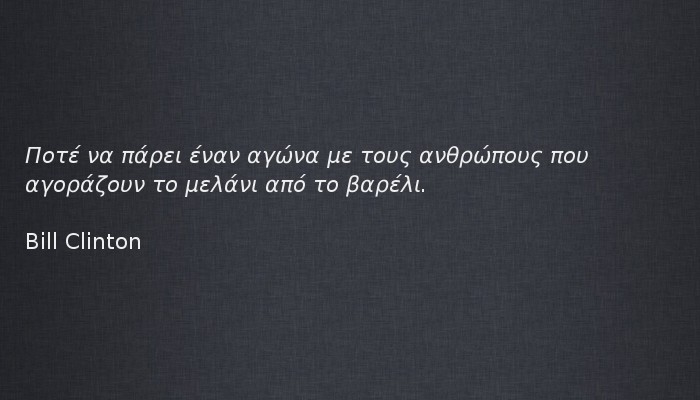 Ποτέ να πάρει έναν αγώνα με τους ανθρώπους που
αγοράζουν το μελάνι από το βαρέλι.
Bill Clinton